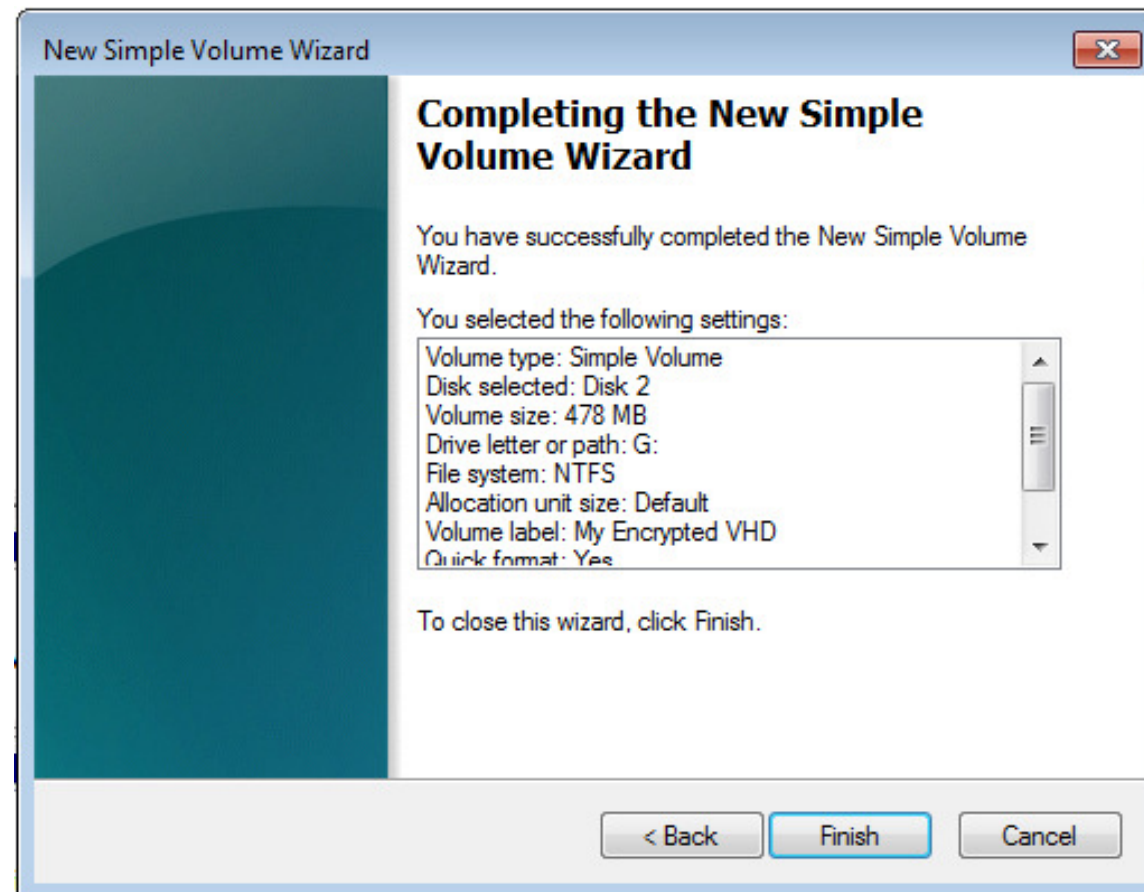 New Simple Volume Wizard
Completing the New Simple
Volume Wizard
You have successfully completed the New Simple Volume
Wizard.
You selected the following settings:
Volume type: Simple Volume
Disk selected: Disk 2
Volume size: 478 MB
Drive letter or path: G:
File system: NTFS
Allocation unit size: Default
Volume label: My Encrypted VHD
Quick format: Yes
To close this wizard, click Finish.
< Back Finish Cancel